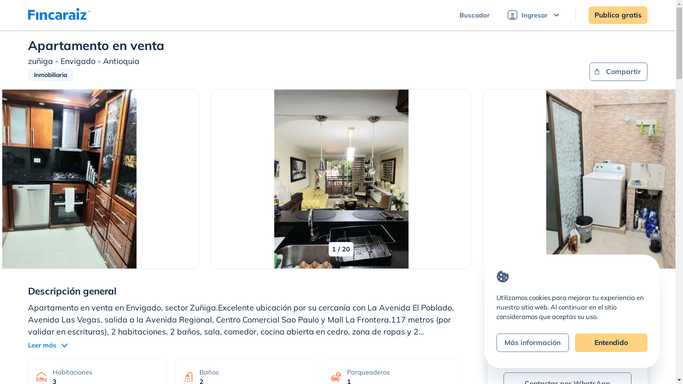 Fincaraiz
Buscador
Ingresar
Publica gratis
Apartamento en venta
zuñiga - Envigado - Antioquia
Inmobiliaria
Compartir
1 / 20
Descripción general
Apartamento en venta en Envigado, sector Zuñiga.Excelente ubicación por su cercanía con La Avenida El Poblado,
Avenida Las Vegas, salida a la Avenida Regional, Centro Comercial Sao Paulo y Mall La Frontera.117 metros (por
validar en escrituras), 2 habitaciones, 2 baños, sala, comedor, cocina abierta en cedro, zona de ropas y 2...
Leer más
Habitaciones
3
Baños
2
Parqueaderos
1
Utilizamos cookies para mejorar tu experiencia en
nuestro sitio web. Al continuar en el sitio
consideramos que aceptas su uso.
Más información
Entendido
Contactar por WhatsApp